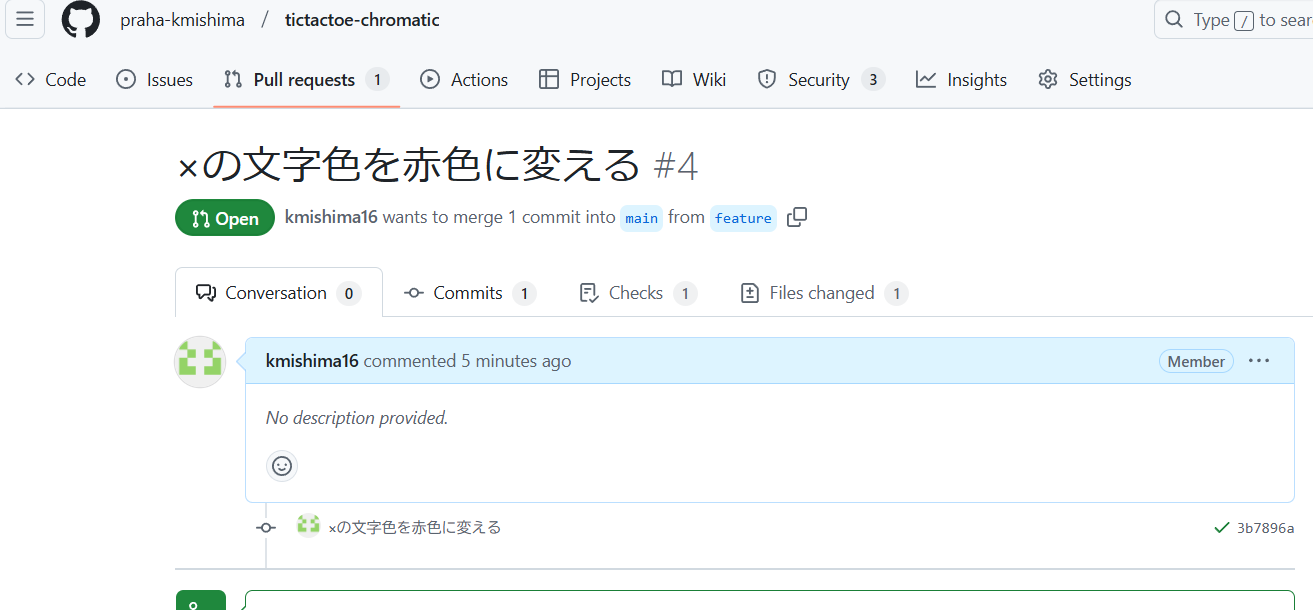 praha-kmishima / tictactoe-chromatic
Type / to sear
Code Issues Pull requests 1 Actions Projects Wiki Security 3 Insights Settings
×の文字色を赤色に変える #4
Open kmishima16 wants to merge 1 commit into main from feature
Conversation 0 Commits 1 Checks 1 Files changed 1
kmishima16 commented 5 minutes ago Member ...
No description provided.
×の文字色を赤色に変える 3b7896a